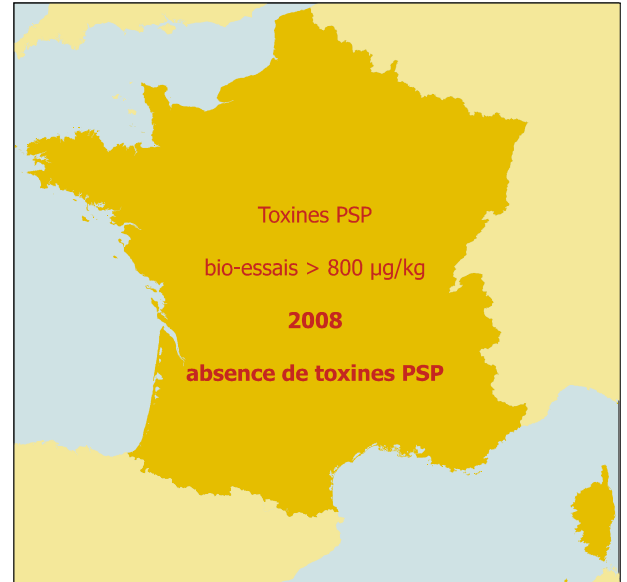 Toxines PSP
bio-essais > 800 µg/kg
2008
absence de toxines PSP